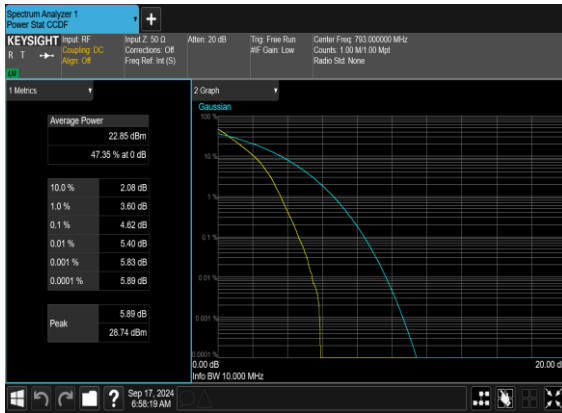 Spectrum Analyzer 1
Power Stat CCDF
+
KEYSIGHT
R T
LXI
Input: RF
Coupling: DC
Align: Off
Input Z: 50 Ω
Corrections: Off
Freq Ref: Int (S)
Atten: 20 dB
Trig: Free Run
#IF Gain: Low
Center Freq: 793.000000 MHz
Counts: 1.00 M/1.00 Mpt
Radio Std: None
1 Metrics
Average Power
22.85 dBm
47.35 % at 0 dB
10.0 % 2.08 dB
1.0 % 3.60 dB
0.1 % 4.62 dB
0.01 % 5.40 dB
0.001 % 5.83 dB
0.0001 % 5.89 dB
Peak
5.89 dB
28.74 dBm
2 Graph
Gaussian
100 %
10 %
1 %
0.1 %
0.01 %
0.001 %
0.0001 %
0.00 dB
20.00 d
Info BW 10.000 MHz
?
Sep 17, 2024
6:58:19 AM